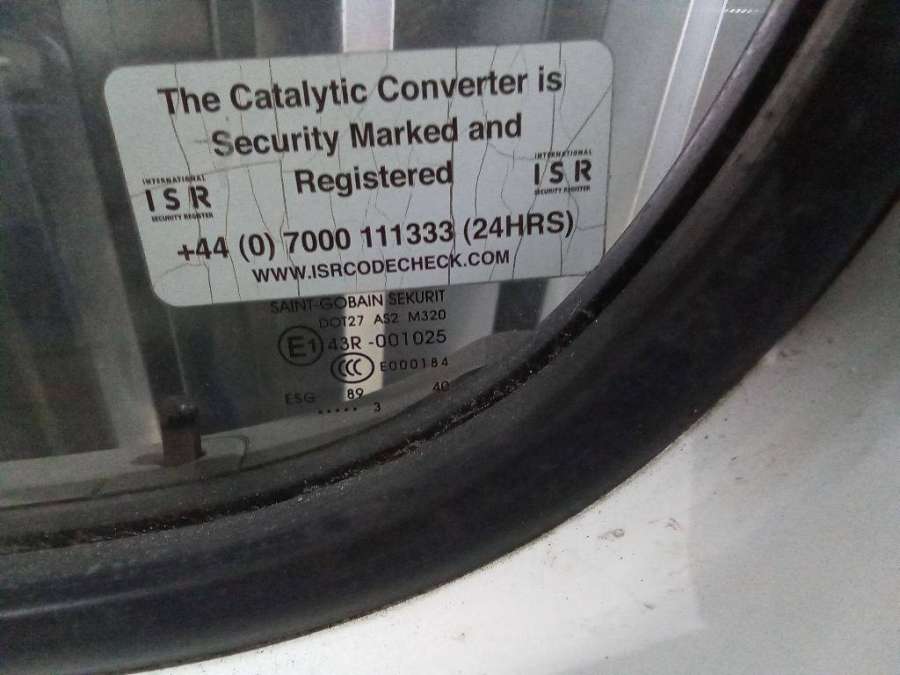 The Catalytic Converter is
Security Marked and
Registered
INTERNATIONAL
ISR
SECURITY REGISTER
INTERNATIONAL
ISR
SECURITY REGISTER
+44 (0) 7000 111333 (24HRS)
WWW.ISRCODECHECK.COM
SAINT-GOBAIN SEKURIT
DOT27 AS2 M320
E1 43R -001025
CCC E000184
ESG 89 40
..... 3